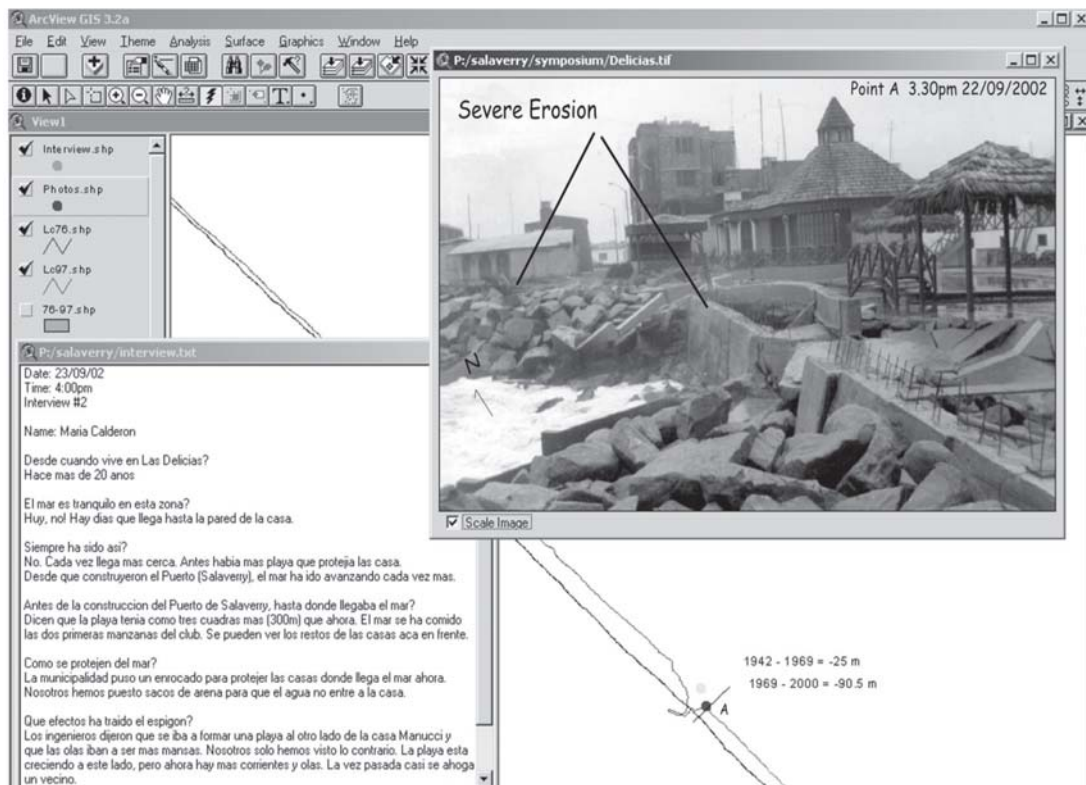 ArcView GIS 3.2a
File Edit View Theme Analysis Surface Graphics Window Help
View1
Interview.shp
Photos.shp
Lc76.shp
Lc97.shp
76-97.shp
P:/salaverry/symposium/Delicias.tif
Point A 3.30pm 22/09/2002
Severe Erosion
N
Scale Image
P:/salaverry/interview.txt
Date: 23/09/02
Time: 4:00pm
Interview #2
Name: Maria Calderon
Desde cuando vive en Las Delicias?
Hace mas de 20 anos
El mar es tranquilo en esta zona?
Huy, no! Hay dias que llega hasta la pared de la casa.
Siempre ha sido asi?
No. Cada vez llega mas cerca. Antes habia mas playa que protejia las casa.
Desde que construyeron el Puerto (Salaverry), el mar ha ido avanzando cada vez mas.
Antes de la construccion del Puerto de Salaverry, hasta donde llegaba el mar?
Dicen que la playa tenia como tres cuadras mas (300m) que ahora. El mar se ha comido
las dos primeras manzanas del club. Se pueden ver los restos de las casas aca en frente.
Como se protejen del mar?
La municipalidad puso un enrocado para protejer las casas donde llega el mar ahora.
Nosotros hemos puesto sacos de arena para que el agua no entre a la casa.
Que efectos ha traido el espigon?
Los ingenieros dijeron que se iba a formar una playa al otro lado de la casa Manucci y
que las olas iban a ser mas mansas. Nosotros solo hemos visto lo contrario. La playa esta
creciendo a este lado, pero ahora hay mas corrientes y olas. La vez pasada casi se ahoga
un vecino.
1942 - 1969 = -25 m
1969 - 2000 = -90.5 m
A